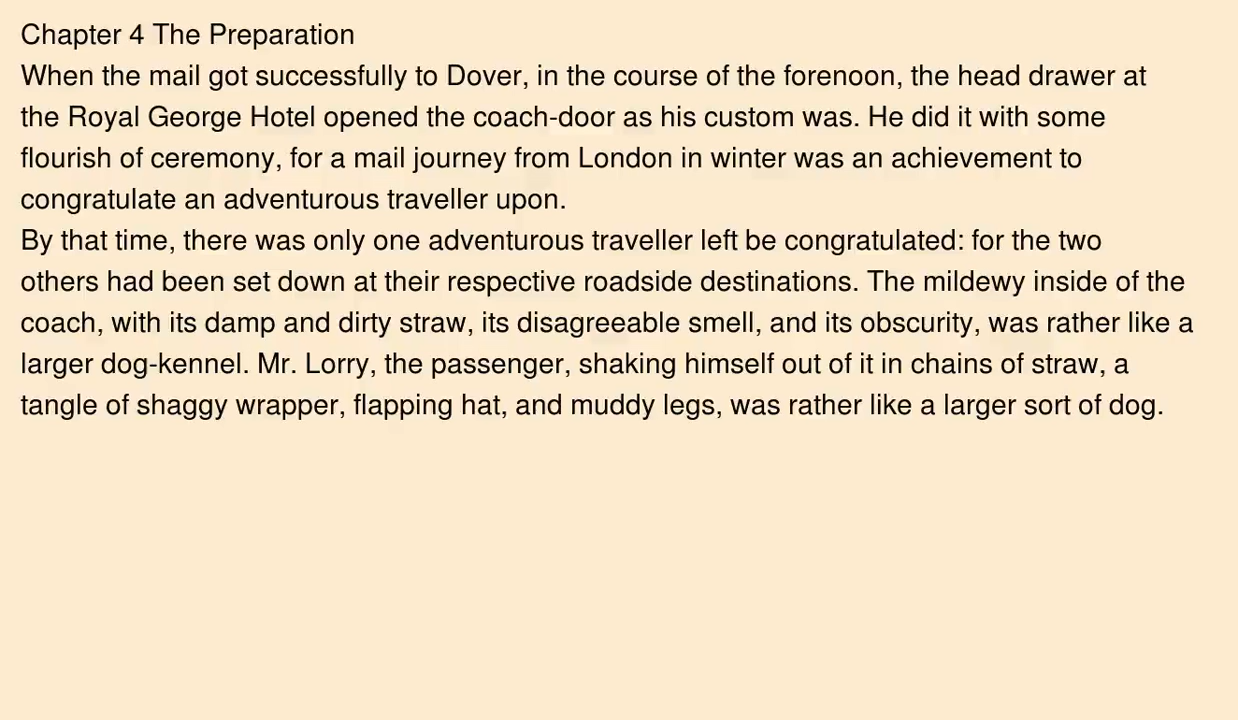 Chapter 4 The Preparation
When the mail got successfully to Dover, in the course of the forenoon, the head drawer at
the Royal George Hotel opened the coach-door as his custom was. He did it with some
flourish of ceremony, for a mail journey from London in winter was an achievement to
congratulate an adventurous traveller upon.
By that time, there was only one adventurous traveller left be congratulated: for the two
others had been set down at their respective roadside destinations. The mildewy inside of the
coach, with its damp and dirty straw, its disagreeable smell, and its obscurity, was rather like a
larger dog-kennel. Mr. Lorry, the passenger, shaking himself out of it in chains of straw, a
tangle of shaggy wrapper, flapping hat, and muddy legs, was rather like a larger sort of dog.